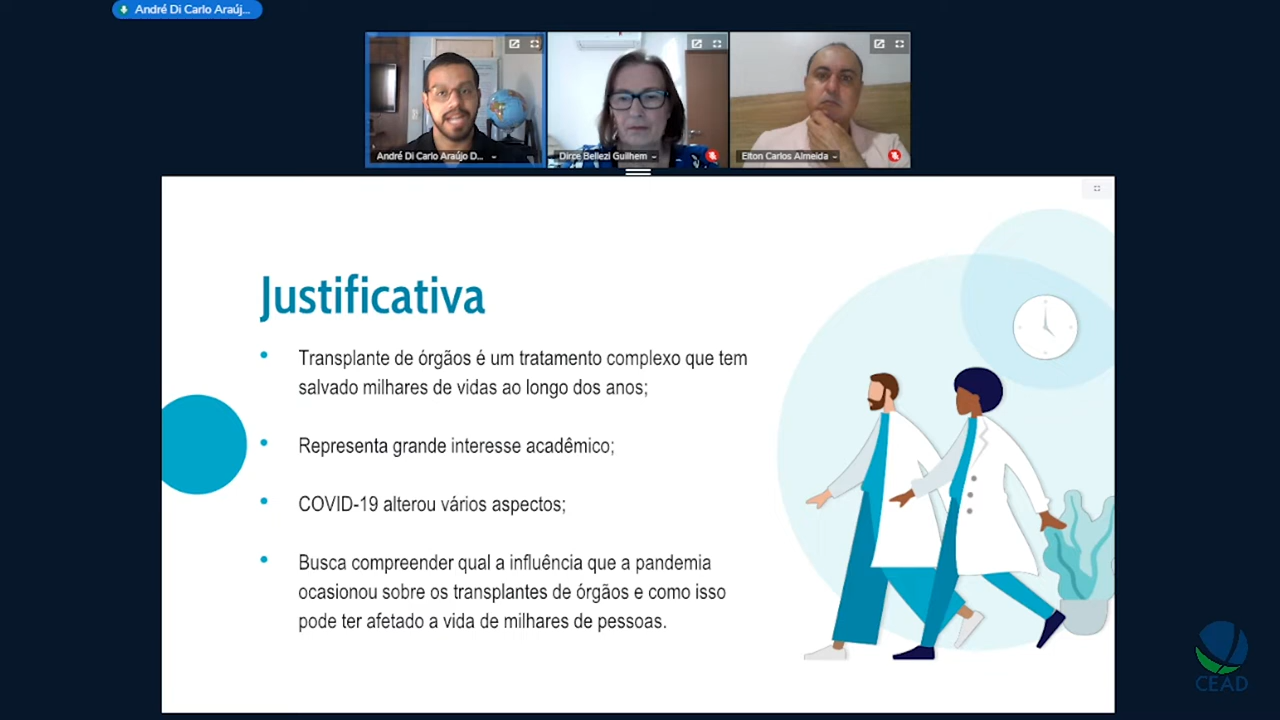 André Di Carlo Araúj...
André Di Carlo Araújo D...
Dirce Bellezi Guilhem
Elton Carlos Almeida
Justificativa
• Transplante de órgãos é um tratamento complexo que tem
salvado milhares de vidas ao longo dos anos;
• Representa grande interesse acadêmico;
• COVID-19 alterou vários aspectos;
• Busca compreender qual a influência que a pandemia
ocasionou sobre os transplantes de órgãos e como isso
pode ter afetado a vida de milhares de pessoas.
CEAD